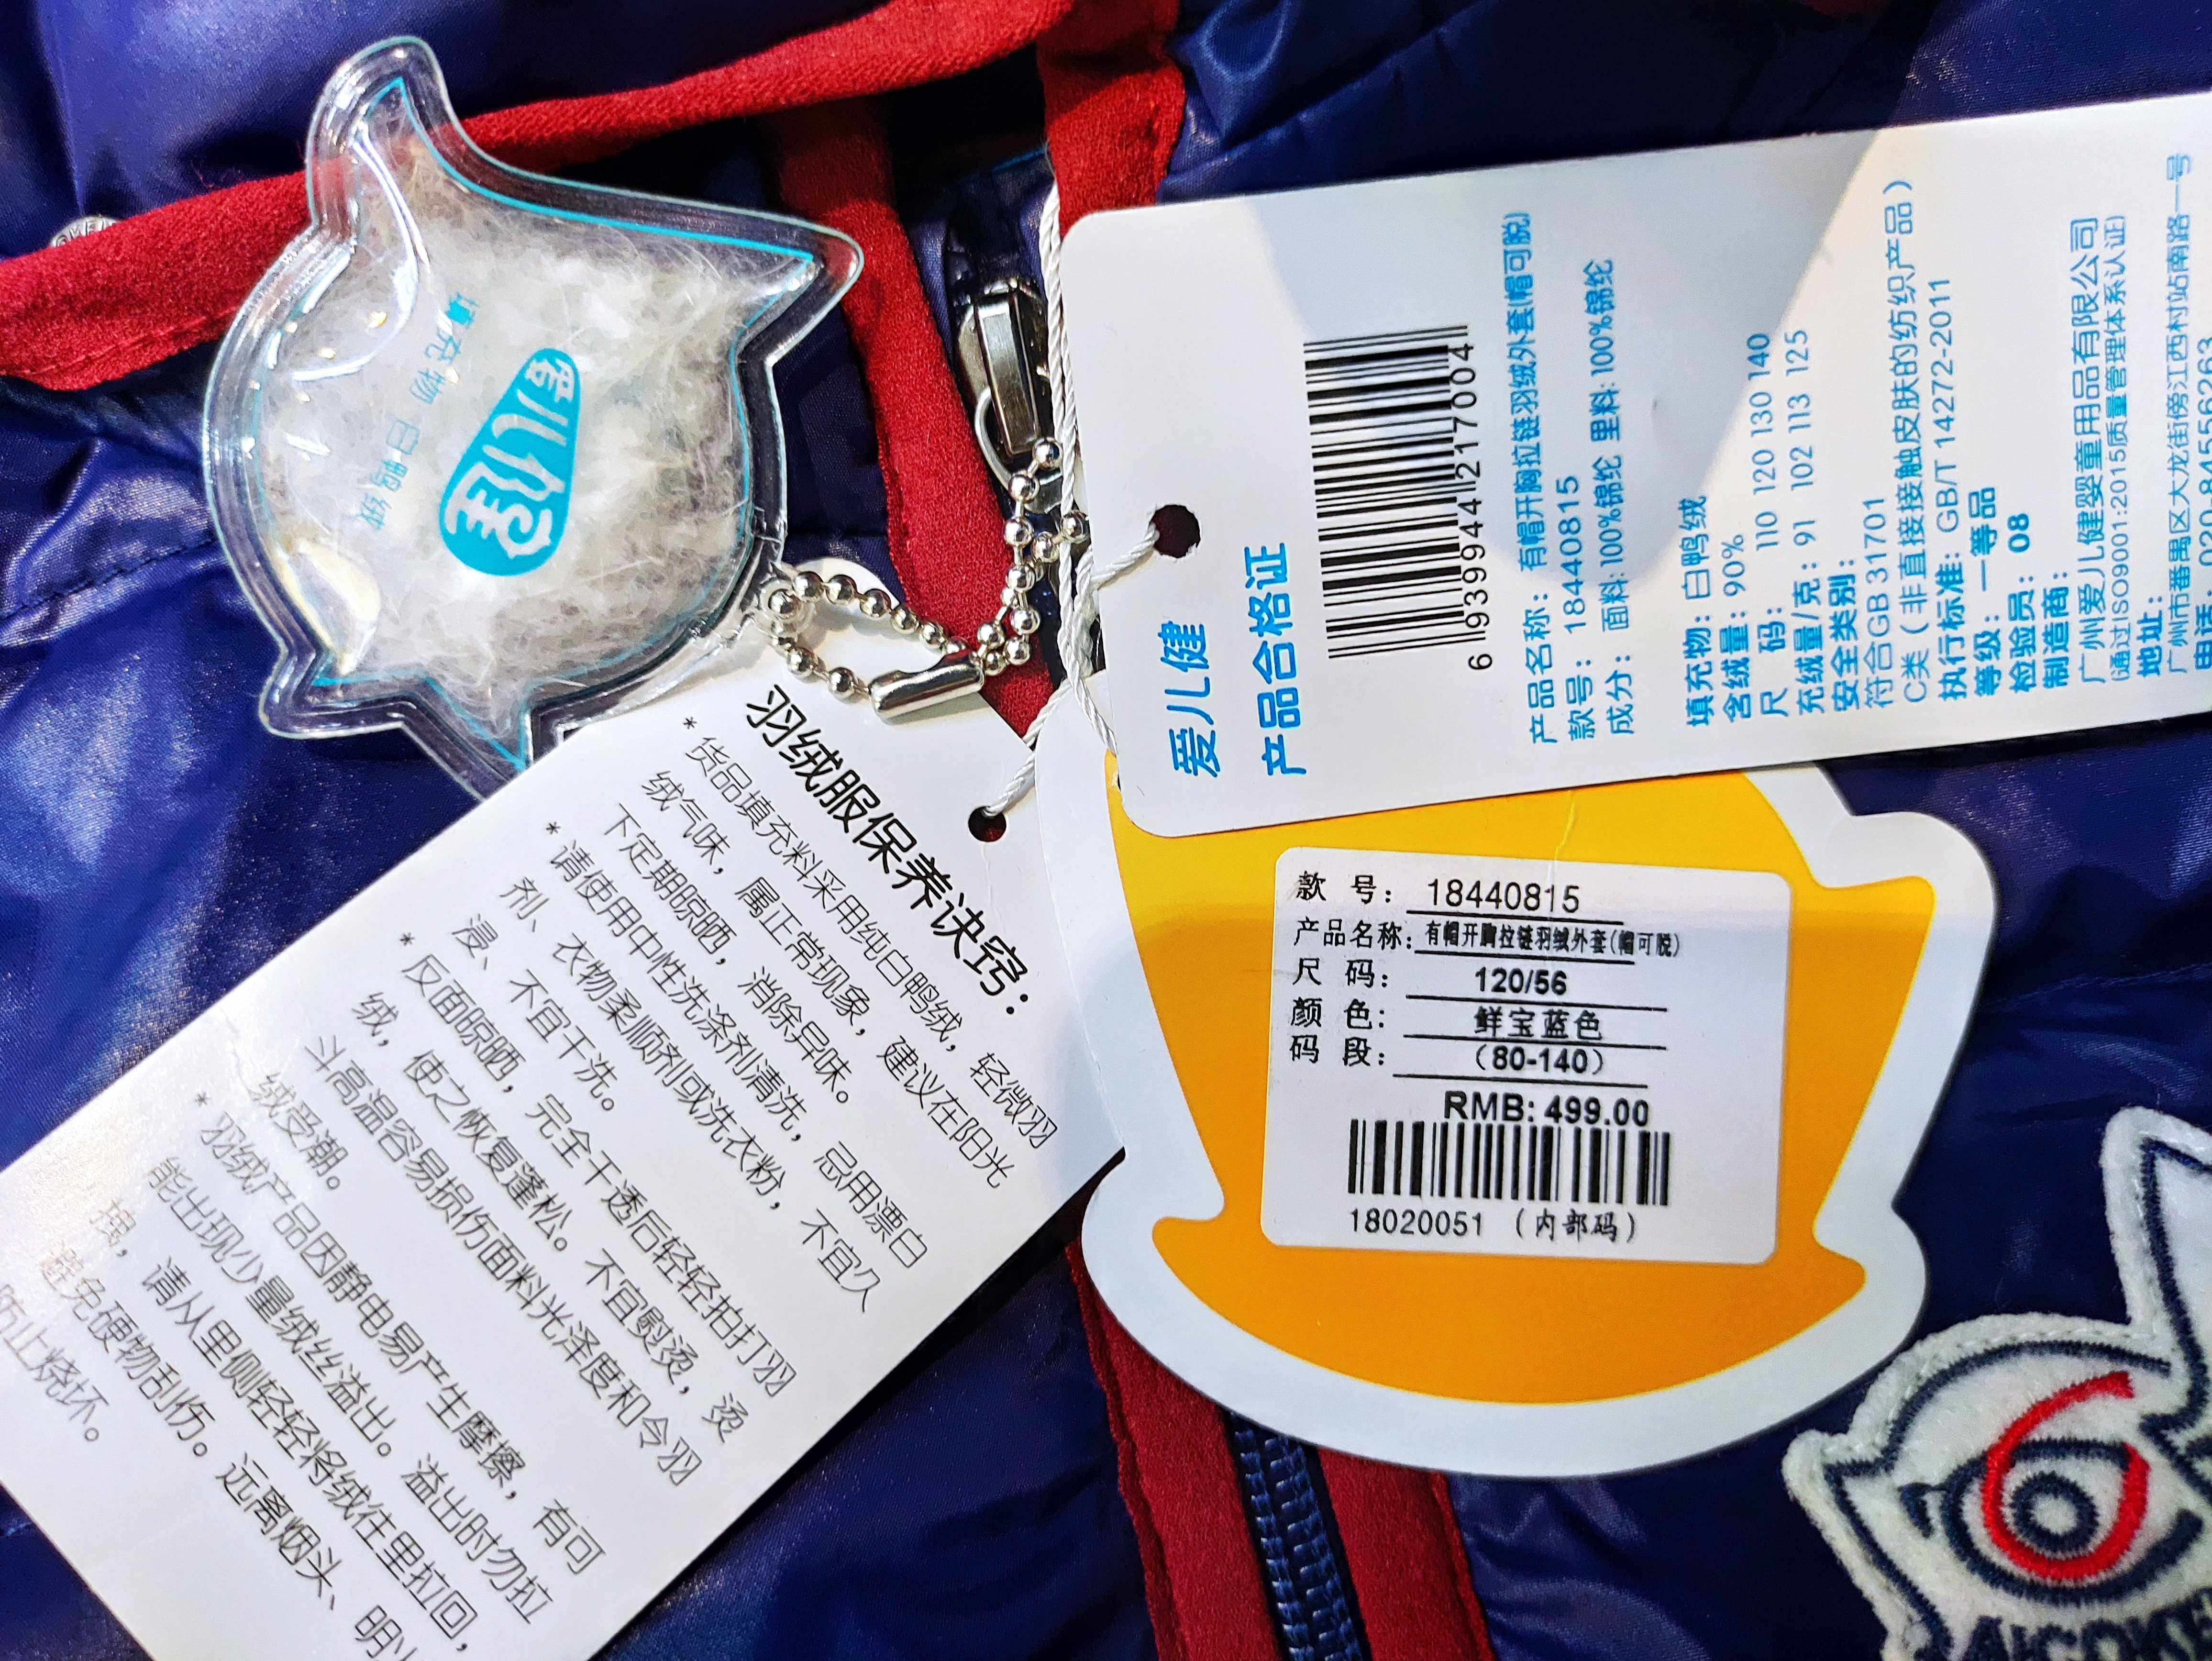 填充物 白鸭绒
爱儿健
羽绒服保养诀窍：
* 货品填充料采用纯白鸭绒，轻微羽
绒气味，属正常现象，建议在阳光
下定期晾晒，消除异味。
* 请使用中性洗涤剂清洗，忌用漂白
剂、衣物柔顺剂或洗衣粉，不宜久
浸、不宜干洗。
* 反面晾晒，完全干透后轻轻拍打羽
绒，使之恢复蓬松。不宜熨烫，烫
斗高温容易损伤面料光泽度和令羽
绒受潮。
* 羽绒产品因静电易产生摩擦，有可
能出现少量绒丝溢出。溢出时勿拉
拽，请从里侧轻轻将绒往里拉回，
避免硬物刮伤。远离烟头、明火
防止烧坏。
爱儿健
产品合格证
6 939944 217004
产品名称：有帽开胸拉链羽绒外套(帽可脱)
款号：18440815
成分：面料:100%锦纶 里料:100%锦纶
填充物：白鸭绒
含绒量：90%
尺 码：110 120 130 140
充绒量/克：91 102 113 125
安全类别：
符合GB 31701
C类（非直接接触皮肤的纺织产品）
执行标准：GB/T 14272-2011
等级：一等品
检验员：08
制造商：
广州爱儿健婴童用品有限公司
(通过ISO9001:2015质量管理体系认证)
地址：
广州市番禺区大龙街傍江西村站南路一号
电话：020-84556263
款 号：18440815
产品名称：有帽开胸拉链羽绒外套(帽可脱)
尺 码：120/56
颜 色：鲜宝蓝色
码 段：（80-140）
RMB: 499.00
18020051 （内部码）
6